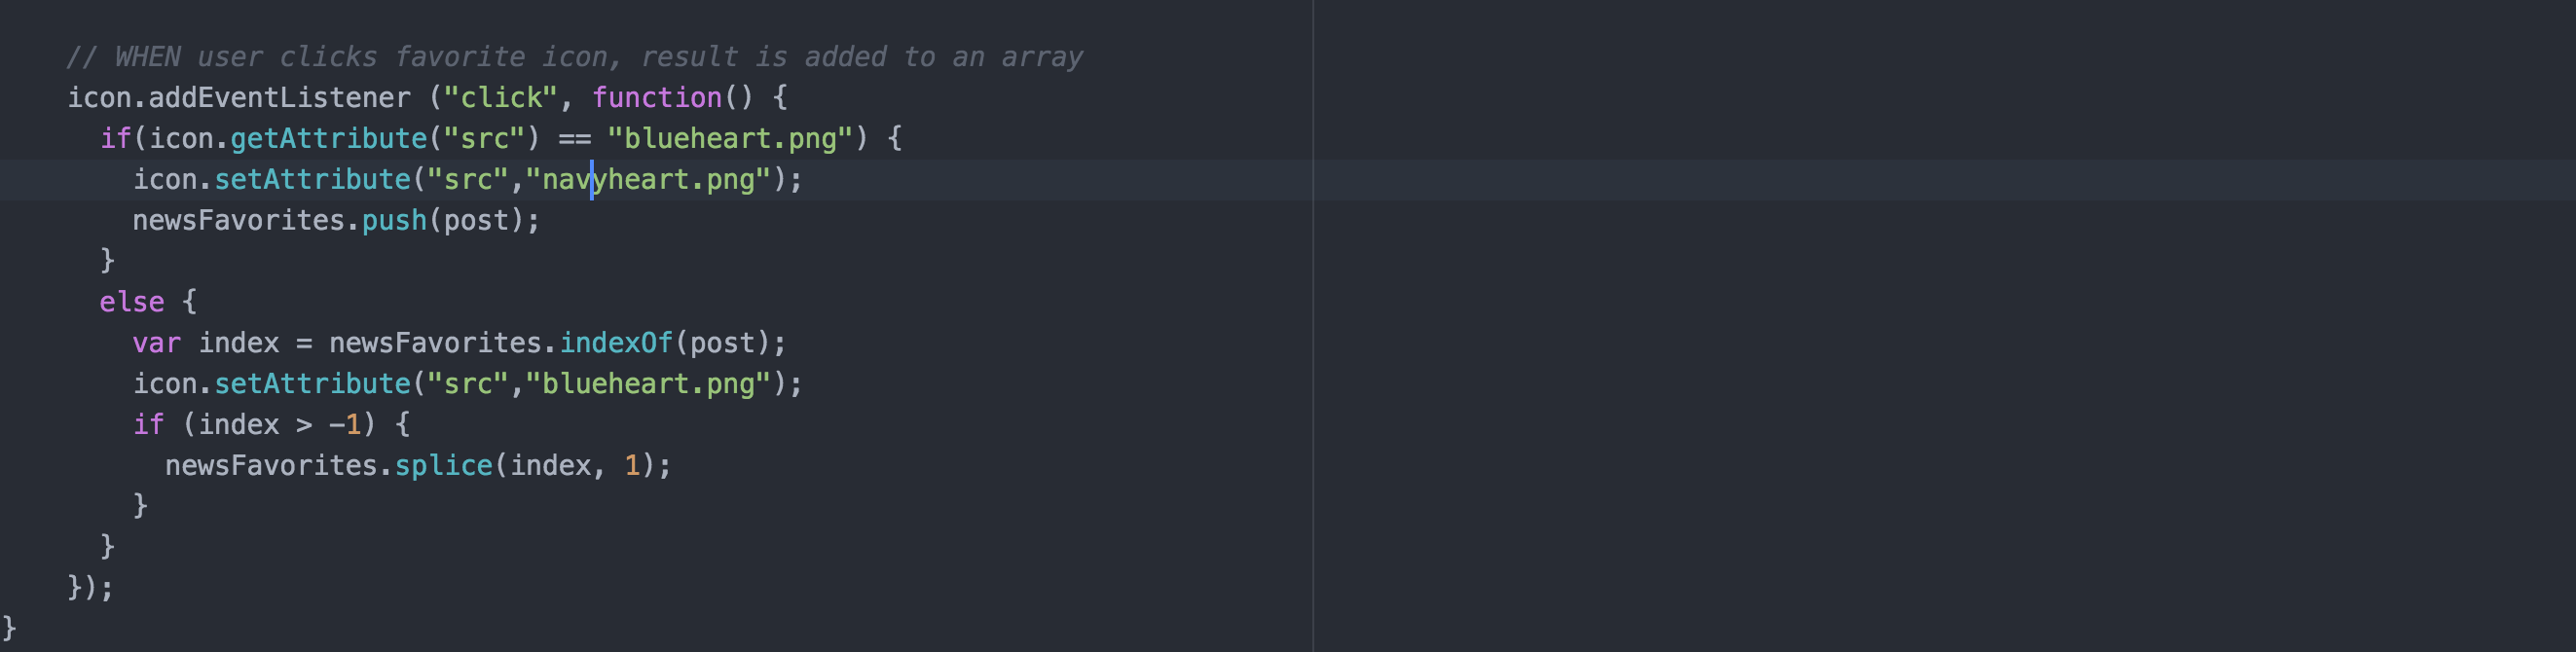 // WHEN user clicks favorite icon, result is added to an array
icon.addEventListener ("click", function() {
if(icon.getAttribute("src") == "blueheart.png") {
icon.setAttribute("src","navyheart.png");
newsFavorites.push(post);
}
else {
var index = newsFavorites.indexOf(post);
icon.setAttribute("src","blueheart.png");
if (index > -1) {
newsFavorites.splice(index, 1);
}
}
});
}